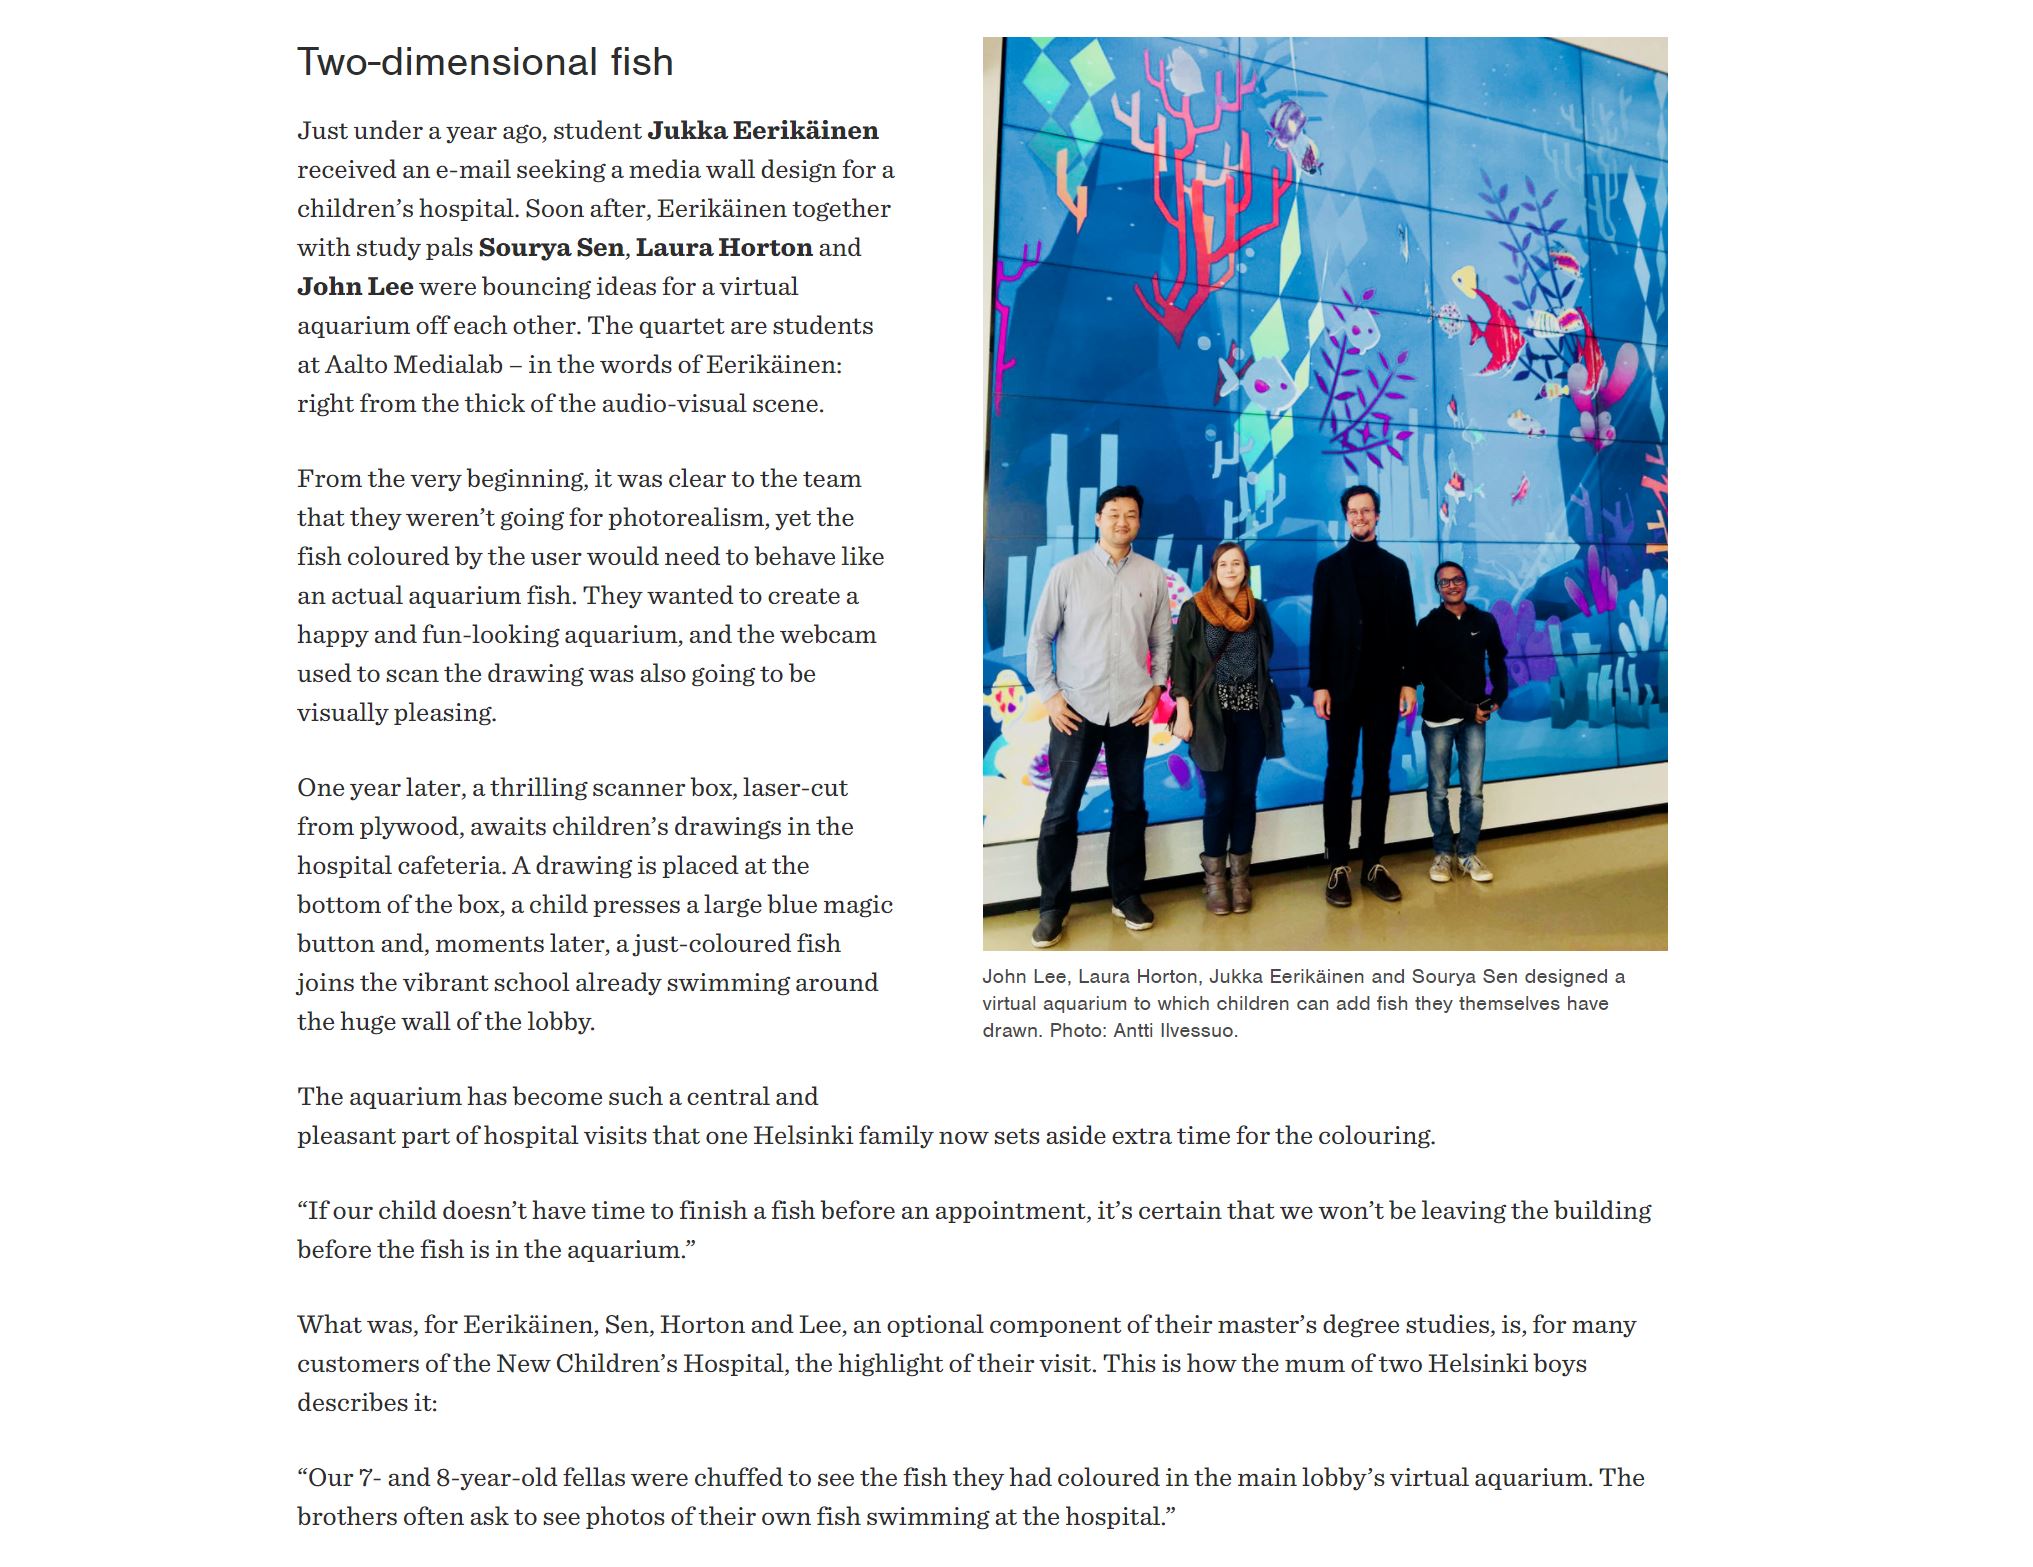 Two-dimensional fish
Just under a year ago, student Jukka Eerikäinen
received an e-mail seeking a media wall design for a
children’s hospital. Soon after, Eerikäinen together
with study pals Sourya Sen, Laura Horton and
John Lee were bouncing ideas for a virtual
aquarium off each other. The quartet are students
at Aalto Medialab – in the words of Eerikäinen:
right from the thick of the audio-visual scene.
From the very beginning, it was clear to the team
that they weren’t going for photorealism, yet the
fish coloured by the user would need to behave like
an actual aquarium fish. They wanted to create a
happy and fun-looking aquarium, and the webcam
used to scan the drawing was also going to be
visually pleasing.
One year later, a thrilling scanner box, laser-cut
from plywood, awaits children’s drawings in the
hospital cafeteria. A drawing is placed at the
bottom of the box, a child presses a large blue magic
button and, moments later, a just-coloured fish
joins the vibrant school already swimming around
the huge wall of the lobby.
John Lee, Laura Horton, Jukka Eerikäinen and Sourya Sen designed a
virtual aquarium to which children can add fish they themselves have
drawn. Photo: Antti Ilvessuo.
The aquarium has become such a central and
pleasant part of hospital visits that one Helsinki family now sets aside extra time for the colouring.
“If our child doesn’t have time to finish a fish before an appointment, it’s certain that we won’t be leaving the building
before the fish is in the aquarium.”
What was, for Eerikäinen, Sen, Horton and Lee, an optional component of their master’s degree studies, is, for many
customers of the New Children’s Hospital, the highlight of their visit. This is how the mum of two Helsinki boys
describes it:
“Our 7- and 8-year-old fellas were chuffed to see the fish they had coloured in the main lobby’s virtual aquarium. The
brothers often ask to see photos of their own fish swimming at the hospital.”